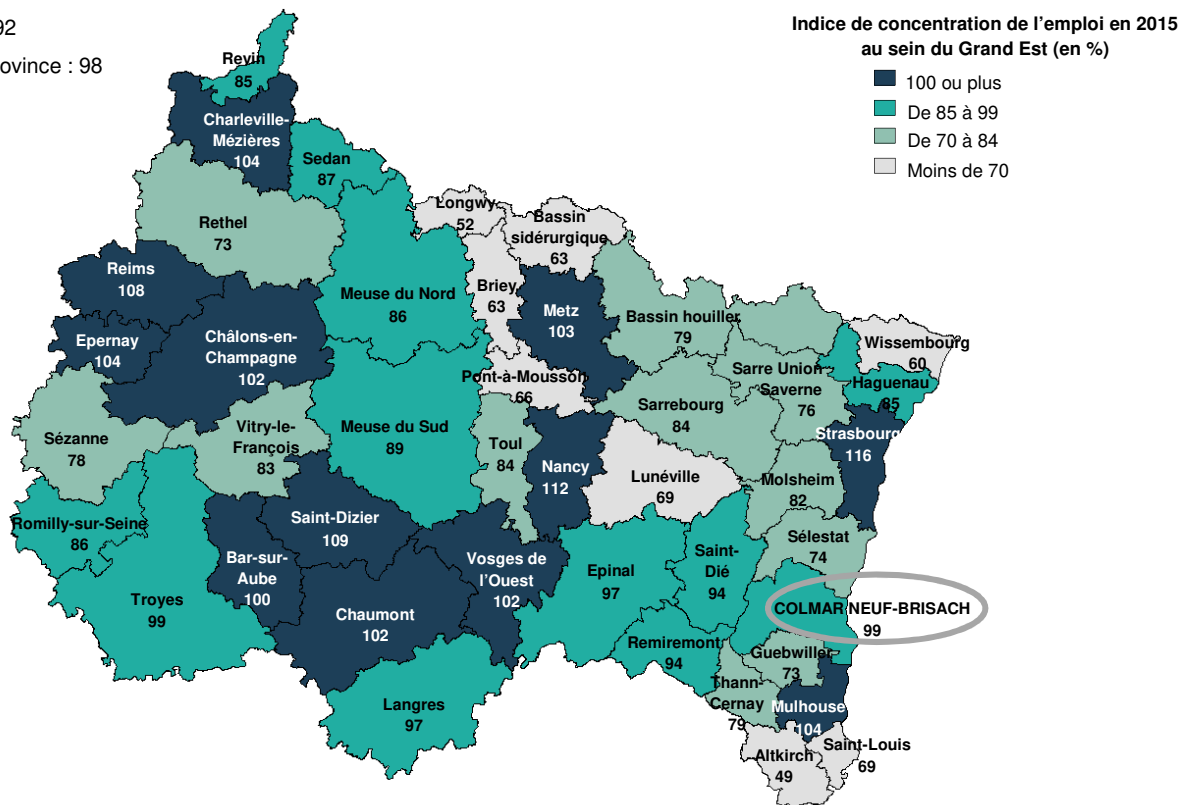 92
ovince : 98
Indice de concentration de l'emploi en 2015
au sein du Grand Est (en %)
100 ou plus
De 85 à 99
De 70 à 84
Moins de 70
Revin
85
Charleville-
Mézières
104
Sedan
87
Rethel
73
Longwy
52
Bassin
sidérurgique
63
Reims
108
Briey
63
Meuse du Nord
86
Metz
103
Bassin houiller
79
Epernay
104
Châlons-en-
Champagne
102
Wissembourg
60
Pont-à-Mousson
66
Sarre Union
Saverne
76
Haguenau
85
Sarrebourg
84
Sézanne
78
Vitry-le-
François
83
Meuse du Sud
89
Toul
84
Nancy
112
Strasbourg
116
Lunéville
69
Molsheim
82
Romilly-sur-Seine
86
Saint-Dizier
109
Sélestat
74
Bar-sur-
Aube
100
Vosges de
l'Ouest
102
Epinal
97
Saint-
Dié
94
Troyes
99
Chaumont
102
COLMAR NEUF-BRISACH
99
Remiremont
94
Guebwiller
73
Thann-
Cernay
79
Langres
97
Mulhouse
104
Altkirch
49
Saint-Louis
69